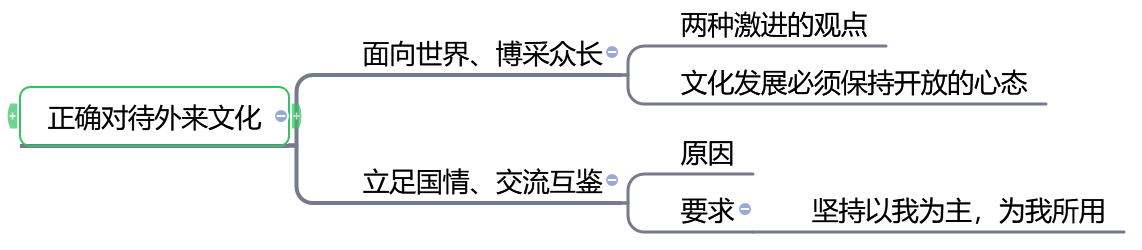 正确对待外来文化
面向世界、博采众长
两种激进的观点
文化发展必须保持开放的心态
立足国情、交流互鉴
原因
要求
坚持以我为主，为我所用